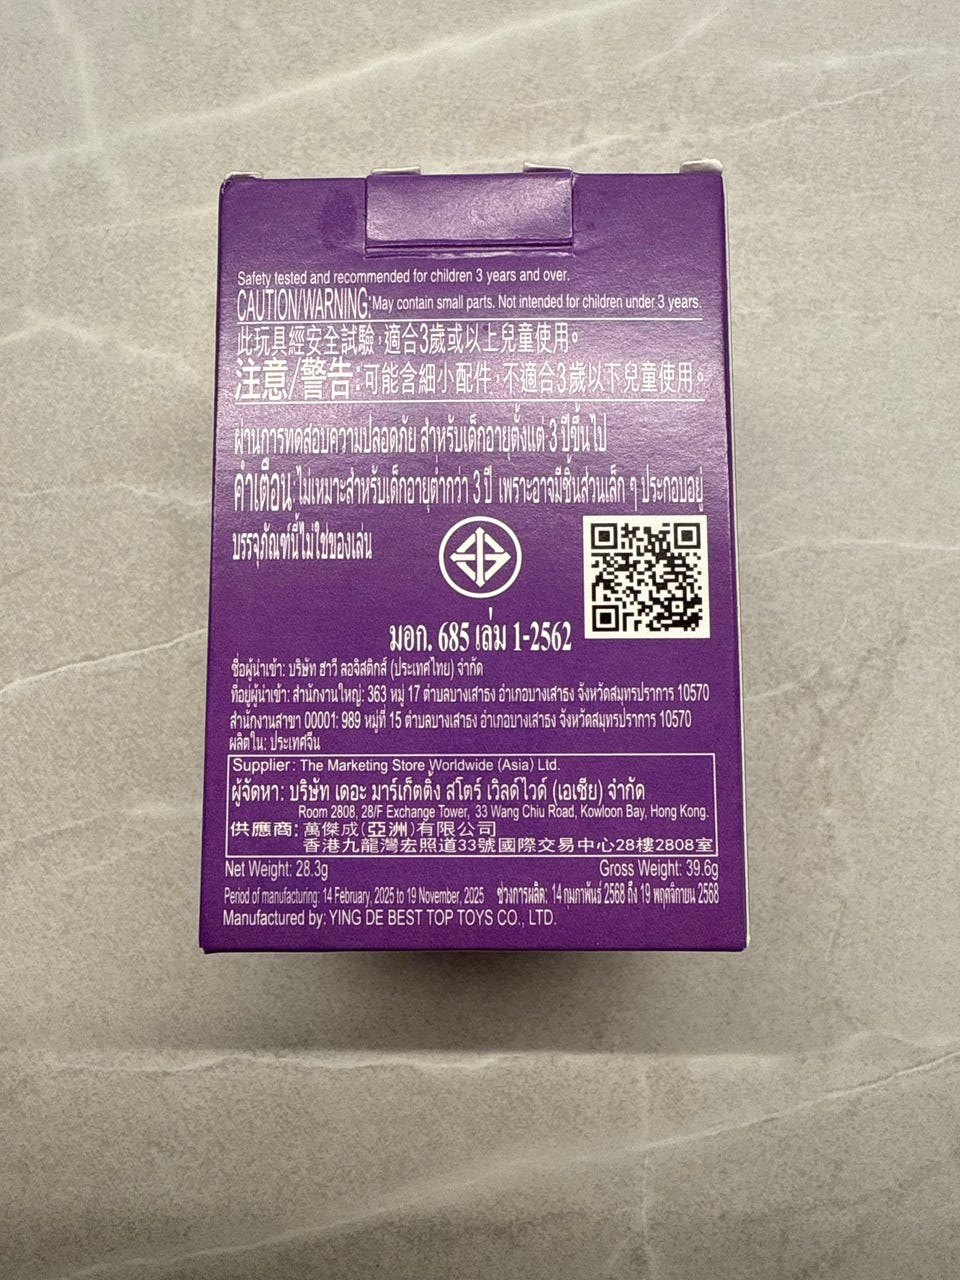 Safety tested and recommended for children 3 years and over.
CAUTION/WARNING: May contain small parts. Not intended for children under 3 years.
此玩具經安全試驗，適合3歲或以上兒童使用。
注意/警告：可能含細小配件，不適合3歲以下兒童使用。
ผ่านการทดสอบความปลอดภัย สำหรับเด็กอายุตั้งแต่ 3 ปีขึ้นไป
คำเตือน: ไม่เหมาะสำหรับเด็กอายุต่ำกว่า 3 ปี เพราะอาจมีชิ้นส่วนเล็ก ๆ ประกอบอยู่
บรรจุภัณฑ์นี้ไม่ใช่ของเล่น
มอก. 685 เล่ม 1-2562
ชื่อผู้นำเข้า: บริษัท ฮาวี ลอจิสติกส์ (ประเทศไทย) จำกัด
ที่อยู่ผู้นำเข้า: สำนักงานใหญ่: 363 หมู่ 17 ตำบลบางเสาธง อำเภอบางเสาธง จังหวัดสมุทรปราการ 10570
สำนักงานสาขา 00001: 989 หมู่ที่ 15 ตำบลบางเสาธง อำเภอบางเสาธง จังหวัดสมุทรปราการ 10570
ผลิตใน: ประเทศจีน
Supplier: The Marketing Store Worldwide (Asia) Ltd.
ผู้จัดหา: บริษัท เดอะ มาร์เก็ตติ้ง สโตร์ เวิลด์ไวด์ (เอเชีย) จำกัด
Room 2808, 28/F Exchange Tower, 33 Wang Chiu Road, Kowloon Bay, Hong Kong.
供應商：萬傑成(亞洲)有限公司
香港九龍灣宏照道33號國際交易中心28樓2808室
Net Weight: 28.3g Gross Weight: 39.6g
Period of manufacturing: 14 February, 2025 to 19 November, 2025 ช่วงการผลิต: 14 กุมภาพันธ์ 2568 ถึง 19 พฤศจิกายน 2568
Manufactured by: YING DE BEST TOP TOYS CO., LTD.